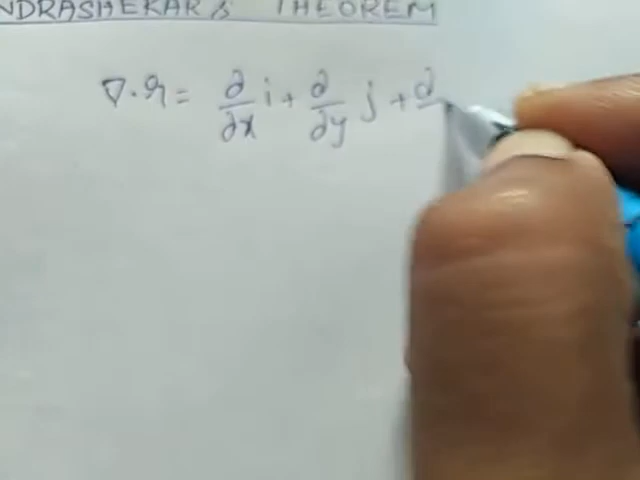 NDRASHEKAR'S THEOREM
∇.r = ∂/∂x i + ∂/∂y j + ∂